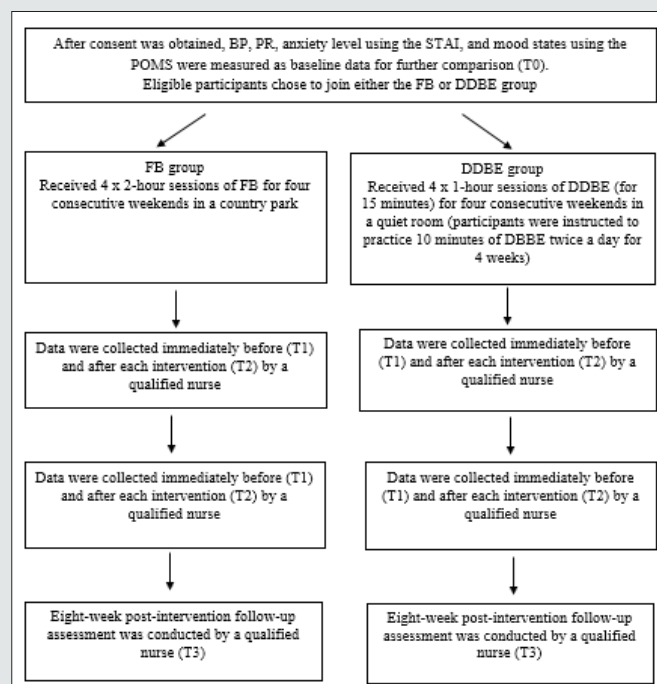 After consent was obtained, BP, PR, anxiety level using the STAI, and mood states using the
POMS were measured as baseline data for further comparison (T0).
Eligible participants chose to join either the FB or DDBE group
FB group
Received 4 x 2-hour sessions of FB for four
consecutive weekends in a country park
DDBE group
Received 4 x 1-hour sessions of DDBE (for
15 minutes) for four consecutive weekends in
a quiet room (participants were instructed to
practice 10 minutes of DBBE twice a day for
4 weeks)
Data were collected immediately before (T1)
and after each intervention (T2) by a
qualified nurse
Data were collected immediately before
(T1) and after each intervention (T2) by a
qualified nurse
Data were collected immediately before (T1)
and after each intervention (T2) by a
qualified nurse
Data were collected immediately before
(T1) and after each intervention (T2) by a
qualified nurse
Eight-week post-intervention follow-up
assessment was conducted by a qualified
nurse (T3)
Eight-week post-intervention follow-up
assessment was conducted by a qualified
nurse (T3)